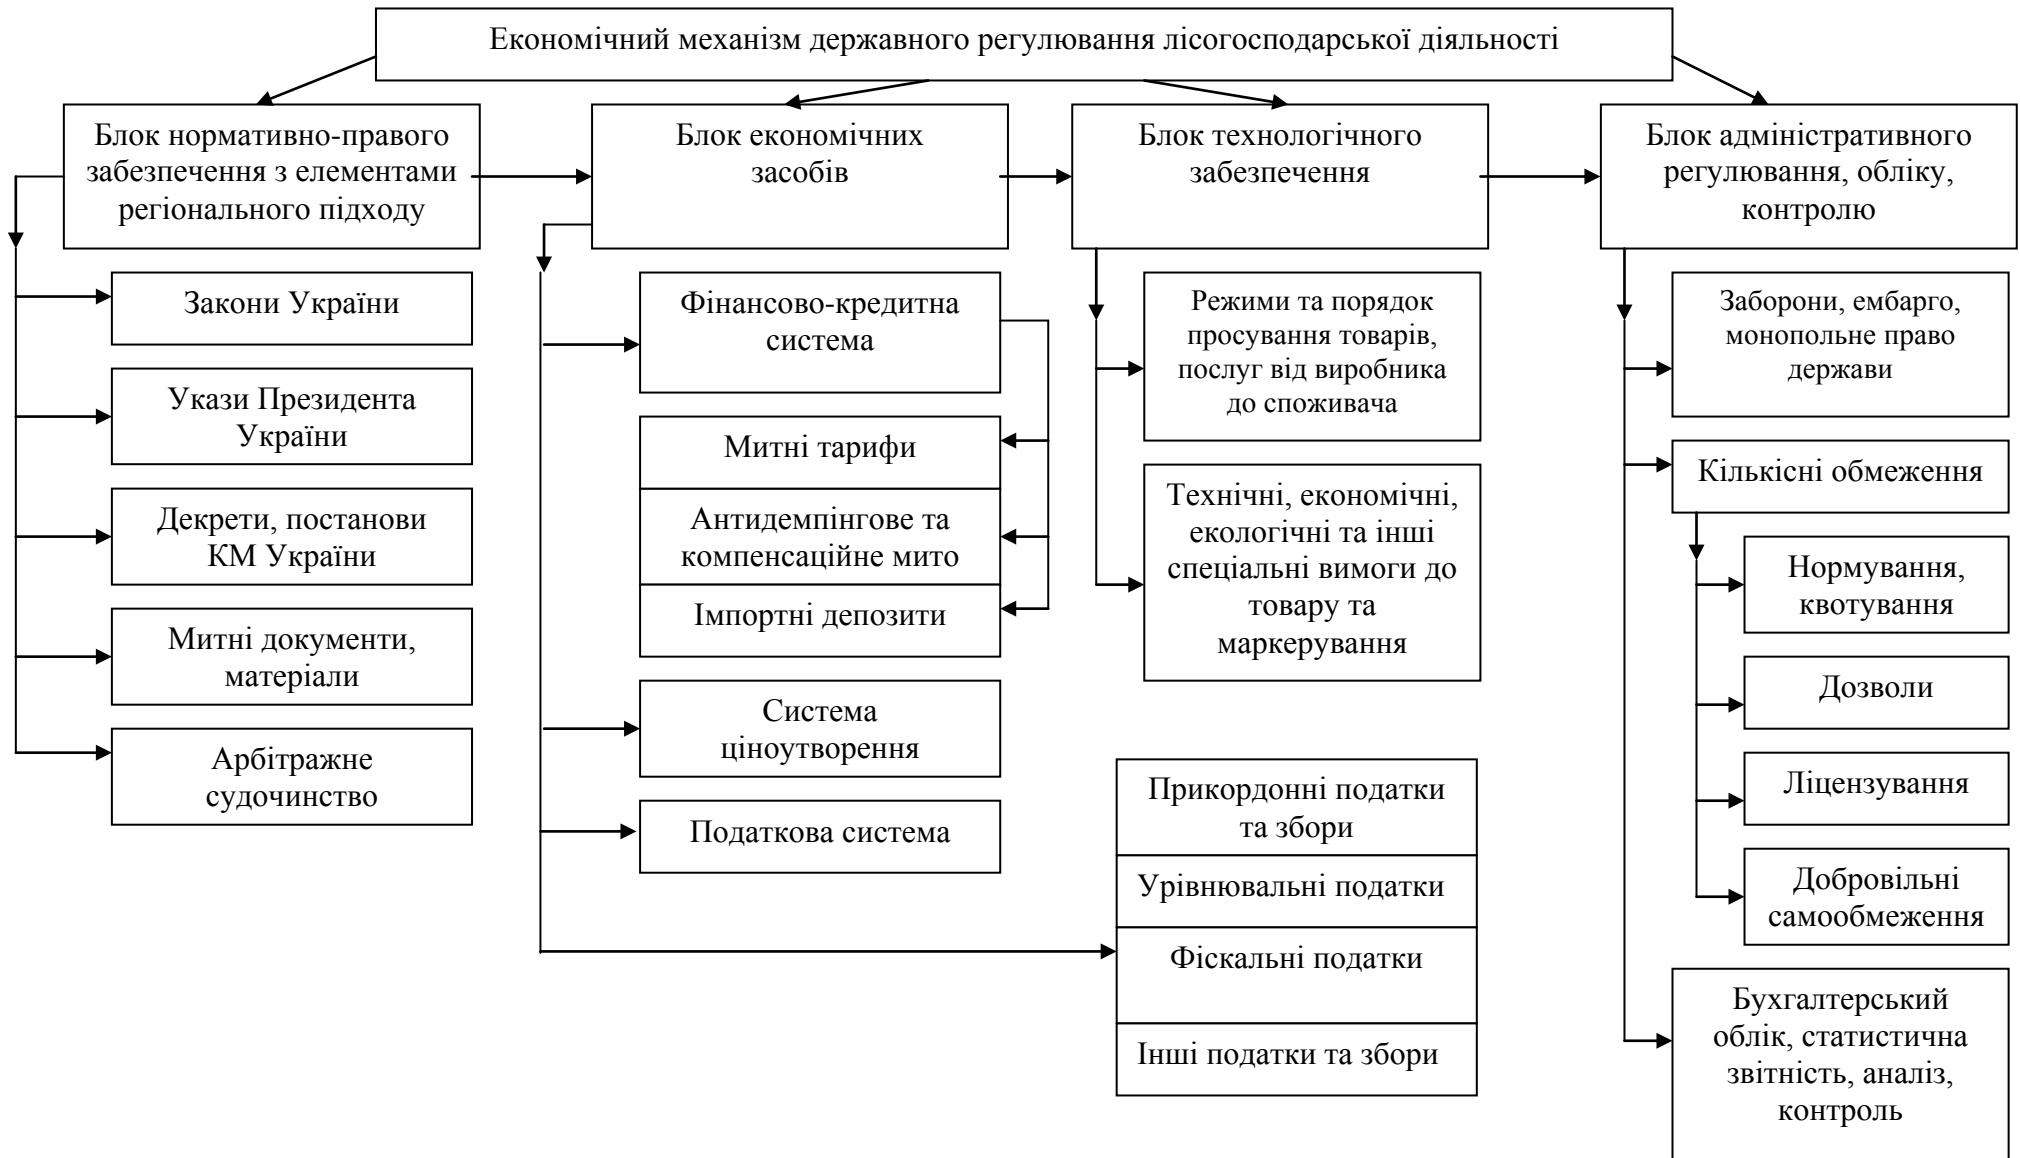 Економічний механізм державного регулювання лісогосподарської діяльності
Блок нормативно-правого
забезпечення з елементами
регіонального підходу
Блок економічних
засобів
Блок технологічного
забезпечення
Блок адміністративного
регулювання, обліку,
контролю
Закони України
Укази Президента
України
Декрети, постанови
КМ України
Митні документи,
матеріали
Арбітражне
судочинство
Фінансово-кредитна
система
Митні тарифи
Антидемпінгове та
компенсаційне мито
Імпортні депозити
Система
ціноутворення
Податкова система
Режими та порядок
просування товарів,
послуг від виробника
до споживача
Технічні, економічні,
екологічні та інші
спеціальні вимоги до
товару та
маркерування
Прикордонні податки
та збори
Урівнювальні податки
Фіскальні податки
Інші податки та збори
Заборони, ембарго,
монопольне право
держави
Кількісні обмеження
Нормування,
квотування
Дозволи
Ліцензування
Добровільні
самообмеження
Бухгалтерський
облік, статистична
звітність, аналіз,
контроль